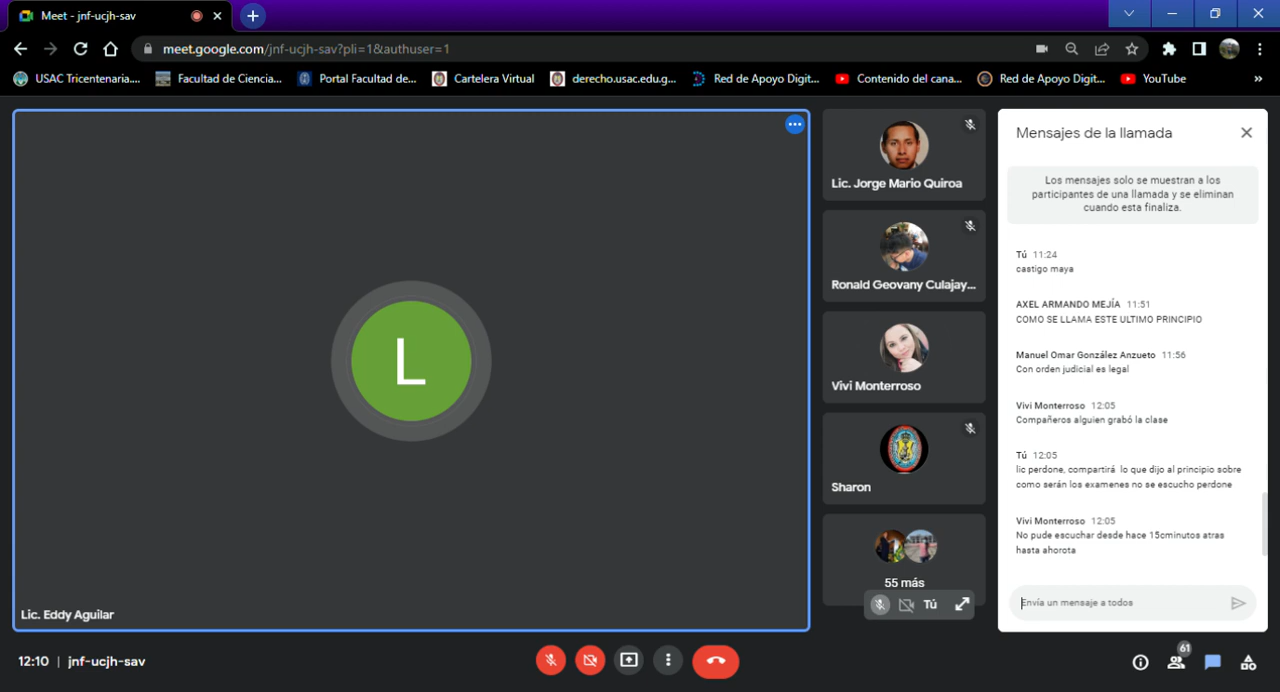 Meet - jnf-ucjh-sav
meet.google.com/jnf-ucjh-sav?pli=1&authuser=1
USAC Tricentenaria.... Facultad de Ciencia... Portal Facultad de... Cartelera Virtual derecho.usac.edu.g... Red de Apoyo Digit... Contenido del cana... Red de Apoyo Digit... YouTube »
L
Lic. Eddy Aguilar
Lic. Jorge Mario Quiroa
Ronald Geovany Culajay...
Vivi Monterroso
Sharon
55 más
Tú
Mensajes de la llamada
Los mensajes solo se muestran a los
participantes de una llamada y se eliminan
cuando esta finaliza.
Tú 11:24
castigo maya
AXEL ARMANDO MEJÍA 11:51
COMO SE LLAMA ESTE ULTIMO PRINCIPIO
Manuel Omar González Anzueto 11:56
Con orden judicial es legal
Vivi Monterroso 12:05
Compañeros alguien grabó la clase
Tú 12:05
lic perdone, compartirá lo que dijo al principio sobre
como serán los examenes no se escucho perdone
Vivi Monterroso 12:05
No pude escuchar desde hace 15cminutos atras
hasta ahorota
Envía un mensaje a todos
12:10 | jnf-ucjh-sav
61